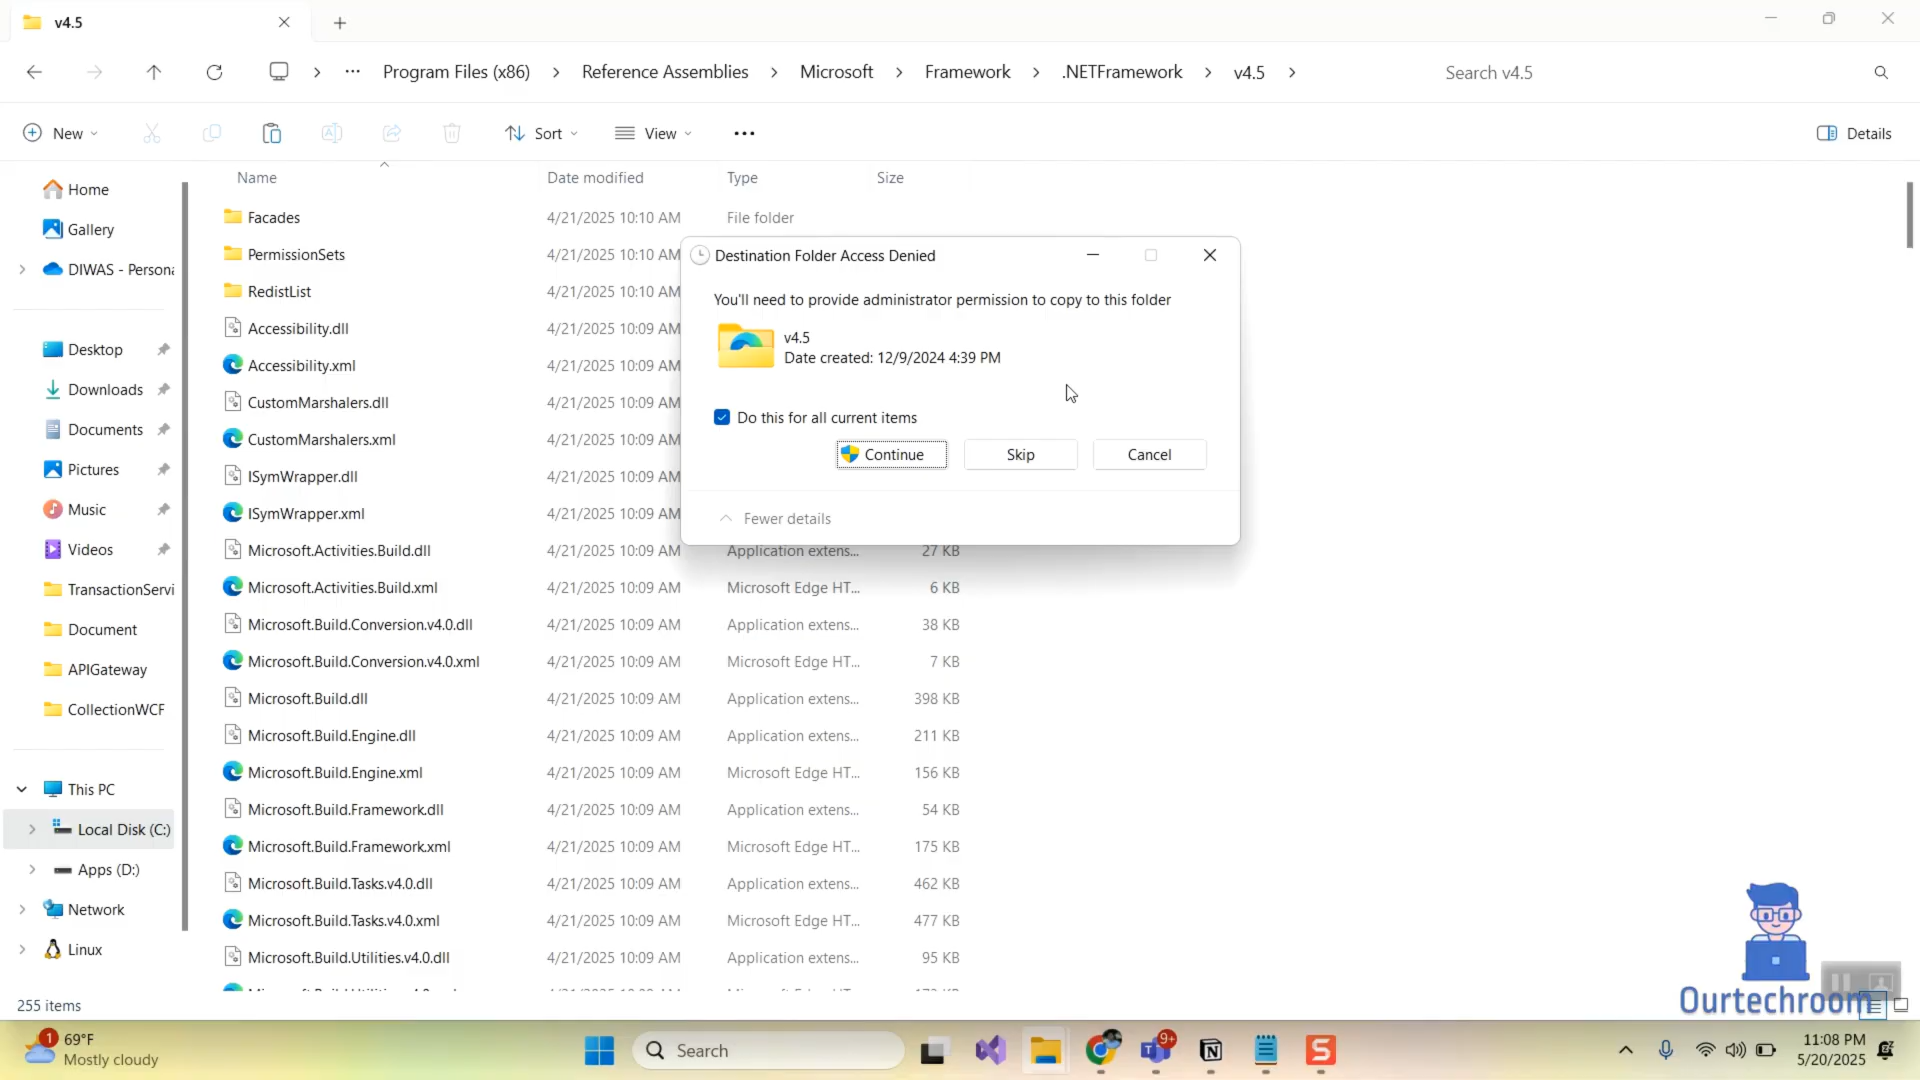 v4.5
Program Files (x86) > Reference Assemblies > Microsoft > Framework > .NETFramework > v4.5 >
Search v4.5
New
Sort
View
Details
Name Date modified Type Size
Home
Gallery
DIWAS - Persona
Desktop
Downloads
Documents
Pictures
Music
Videos
TransactionServi
Document
APIGateway
CollectionWCF
This PC
Local Disk (C:)
Apps (D:)
Network
Linux
Facades 4/21/2025 10:10 AM File folder
PermissionSets 4/21/2025 10:10 AM
RedistList 4/21/2025 10:10 AM
Accessibility.dll 4/21/2025 10:09 AM
Accessibility.xml 4/21/2025 10:09 AM
CustomMarshalers.dll 4/21/2025 10:09 AM
CustomMarshalers.xml 4/21/2025 10:09 AM
ISymWrapper.dll 4/21/2025 10:09 AM
ISymWrapper.xml 4/21/2025 10:09 AM
Microsoft.Activities.Build.dll 4/21/2025 10:09 AM Application extens... 27 KB
Microsoft.Activities.Build.xml 4/21/2025 10:09 AM Microsoft Edge HT... 6 KB
Microsoft.Build.Conversion.v4.0.dll 4/21/2025 10:09 AM Application extens... 38 KB
Microsoft.Build.Conversion.v4.0.xml 4/21/2025 10:09 AM Microsoft Edge HT... 7 KB
Microsoft.Build.dll 4/21/2025 10:09 AM Application extens... 398 KB
Microsoft.Build.Engine.dll 4/21/2025 10:09 AM Application extens... 211 KB
Microsoft.Build.Engine.xml 4/21/2025 10:09 AM Microsoft Edge HT... 156 KB
Microsoft.Build.Framework.dll 4/21/2025 10:09 AM Application extens... 54 KB
Microsoft.Build.Framework.xml 4/21/2025 10:09 AM Microsoft Edge HT... 175 KB
Microsoft.Build.Tasks.v4.0.dll 4/21/2025 10:09 AM Application extens... 462 KB
Microsoft.Build.Tasks.v4.0.xml 4/21/2025 10:09 AM Microsoft Edge HT... 477 KB
Microsoft.Build.Utilities.v4.0.dll 4/21/2025 10:09 AM Application extens... 95 KB
Destination Folder Access Denied
You'll need to provide administrator permission to copy to this folder
v4.5
Date created: 12/9/2024 4:39 PM
Do this for all current items
Continue Skip Cancel
Fewer details
Ourtechroom
255 items
1
69°F
Mostly cloudy
Search
9+
11:08 PM
5/20/2025